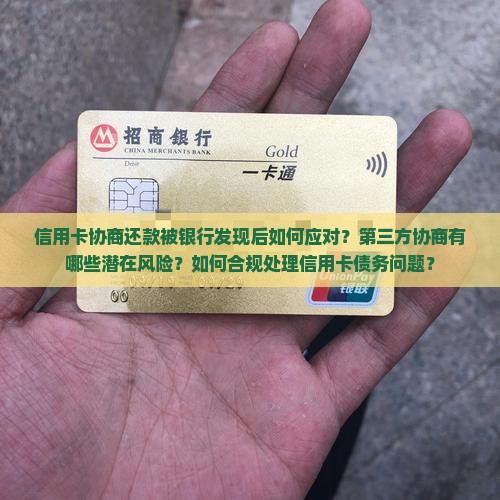 招商银行
CHINA MERCHANTS BANK
Debit
Gold
一卡通
信用卡协商还款被银行发现后如何应对？第三方协商有
哪些潜在风险？如何合规处理信用卡债务问题？
UnionPay
银联